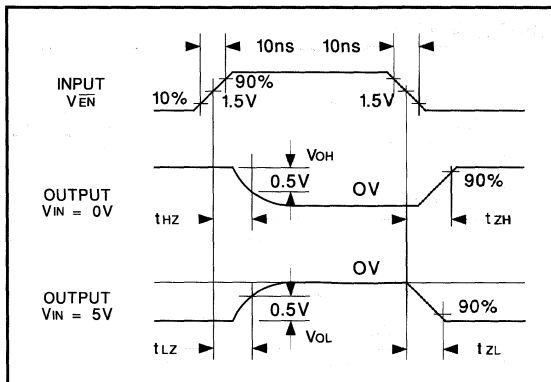 10ns 10ns
INPUT
VEN
10%
90%
1.5V
1.5V
VOH
0.5V
OUTPUT
VIN = 0V
OV
90%
tHZ
tZH
OV
OUTPUT
VIN = 5V
0.5V
90%
VOL
tLZ
tZL